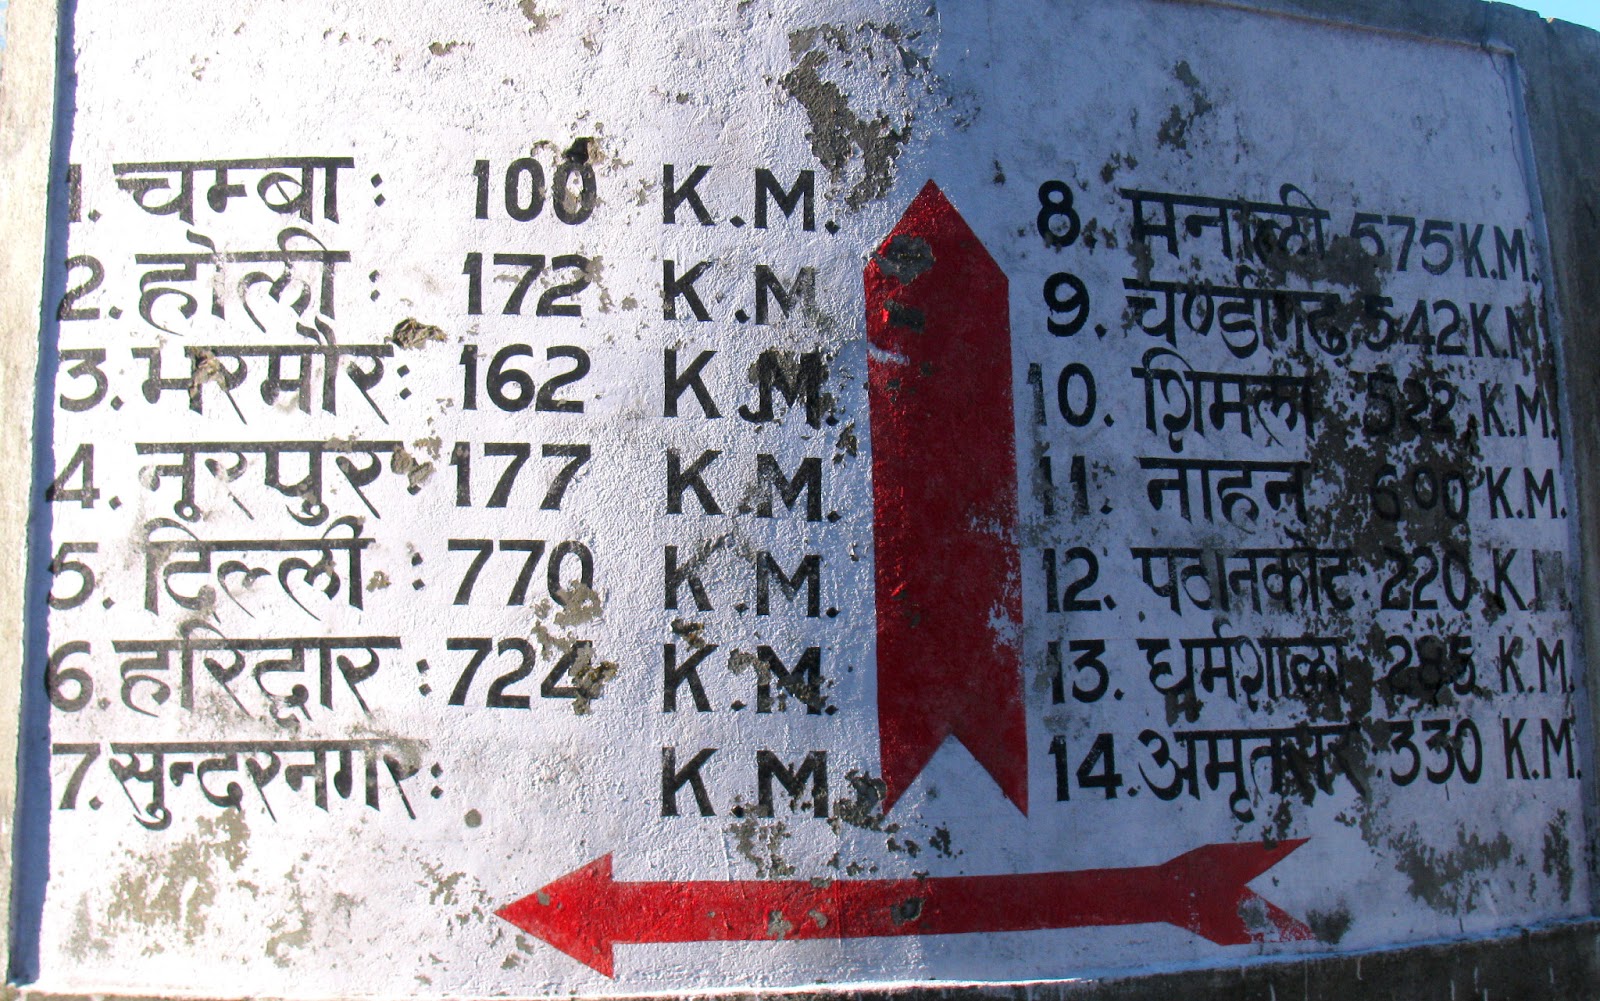 1. चम्बा : 100 K.M.
2. होली : 172 K.M
3. भरमौर : 162 K.M.
4. नूरपुर : 177 K.M.
5. दिल्ली : 770 K.M.
6. हरिद्वार : 724 K.M.
7. सुन्दरनगर : K.M
8. मनाली 575 K.M.
9. चण्डीगढ 542 K.M
10. शिमला 522 K.M.
11. नाहन 600 K.M.
12. पठानकोट : 220 K.M.
13. धर्मशाला 285 K.M.
14. अमृतसर : 330 K.M.